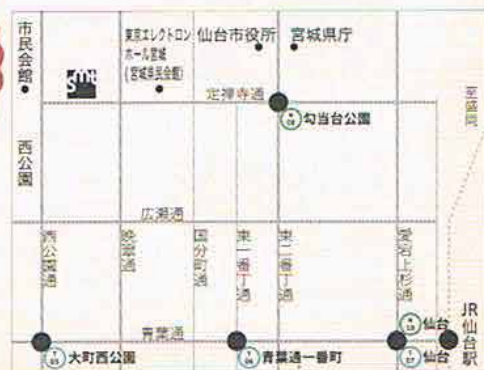 市民会館
smt
東京エレクトロン
ホール宮城
(宮城県民会館)
仙台市役所
宮城県庁
定禅寺通
至盛岡
勾当台公園
西公園
広瀬通
西公園通
晩翠通
国分町通
東一番丁通
東二番丁通
愛宕上杉通
青葉通
大町西公園
青葉通一番町
仙台
仙台
JR
仙台駅